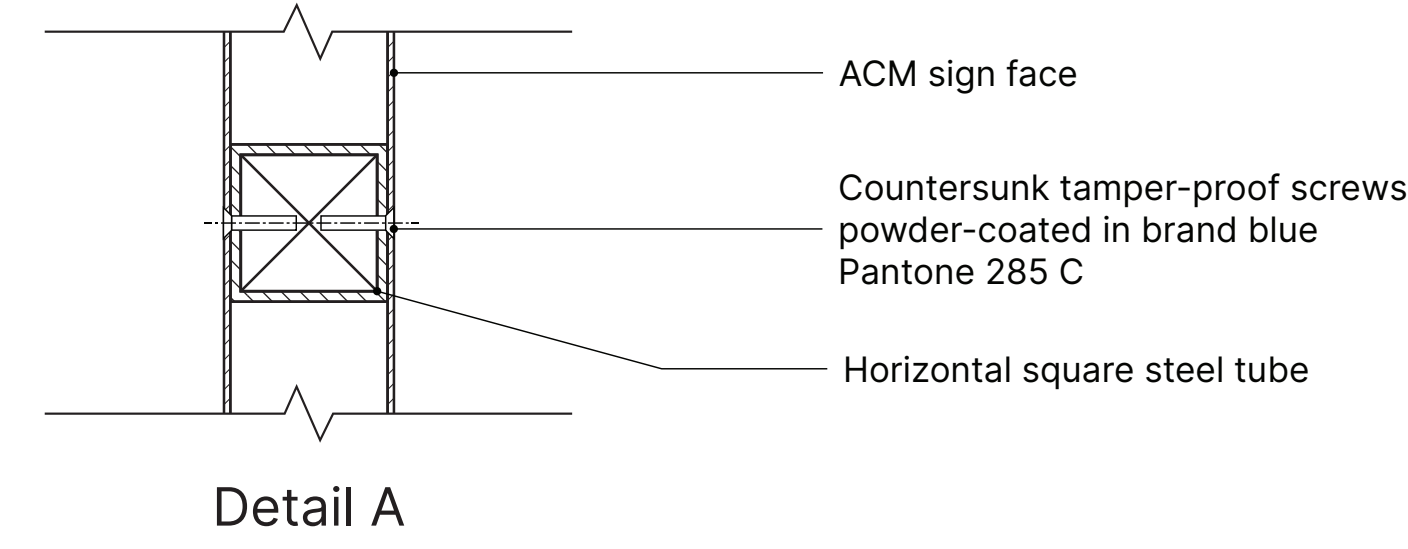 ACM sign face
Countersunk tamper-proof screws
powder-coated in brand blue
Pantone 285 C
Horizontal square steel tube
Detail A